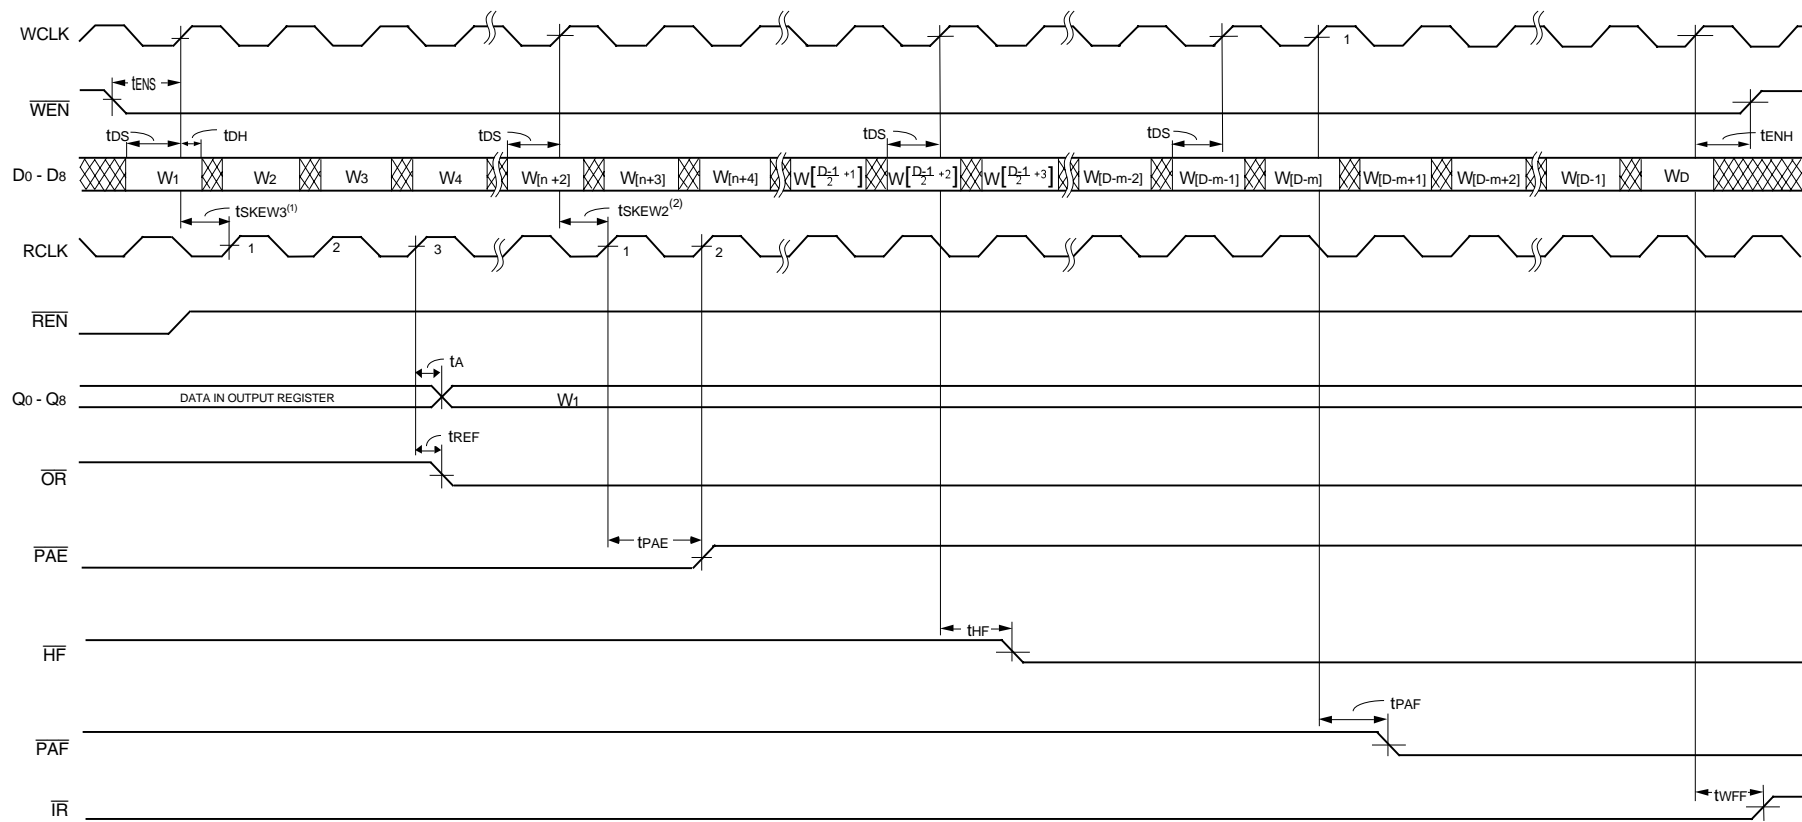 WCLK 1
tENS
WEN
tDS tDH tDS tDS tDS tENH
D0 - D8 W1 W2 W3 W4 W[n +2] W[n+3] W[n+4] W[D-1/2 +1] W[D-1/2 +2] W[D-1/2 +3] W[D-m-2] W[D-m-1] W[D-m] W[D-m+1] W[D-m+2] W[D-1] WD
tSKEW3(1) tSKEW2(2)
RCLK 1 2 3 1 2
REN
tA
Q0 - Q8 DATA IN OUTPUT REGISTER W1
tREF
OR
PAE tPAE
HF tHF
PAF tPAF
IR tWFF